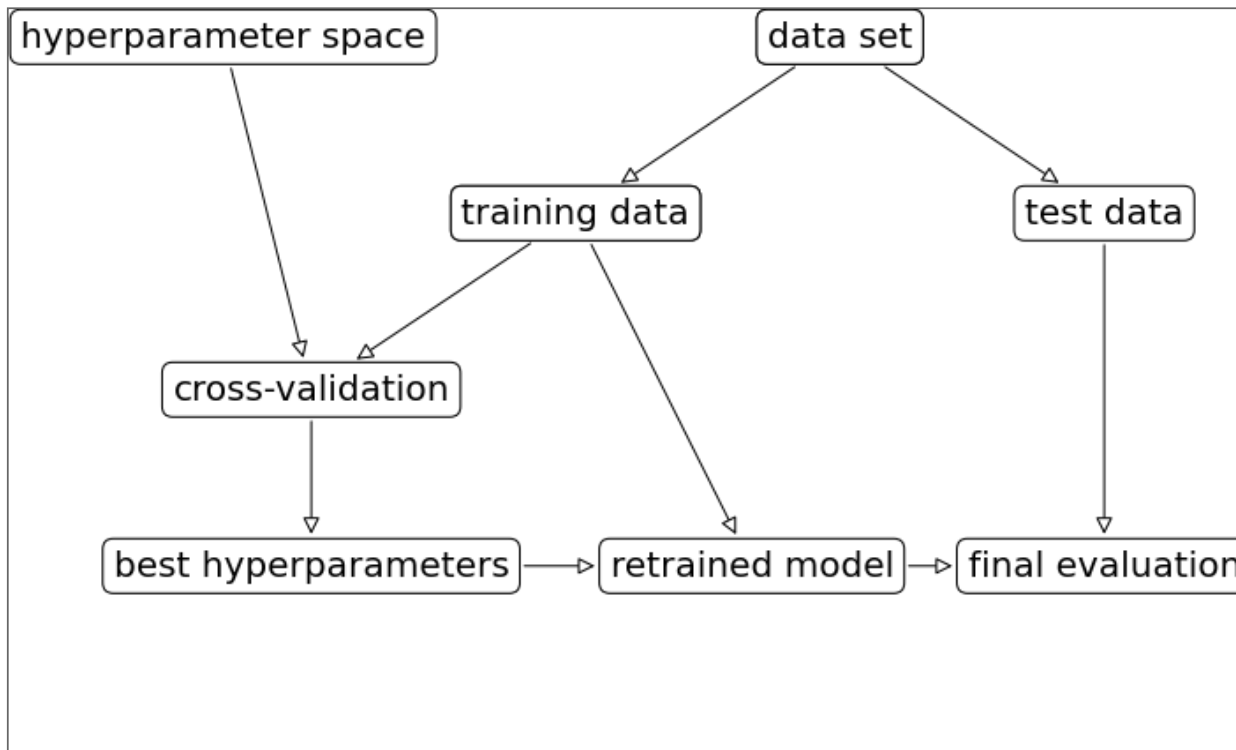 hyperparameter space
data set
training data
test data
cross-validation
best hyperparameters
retrained model
final evaluation